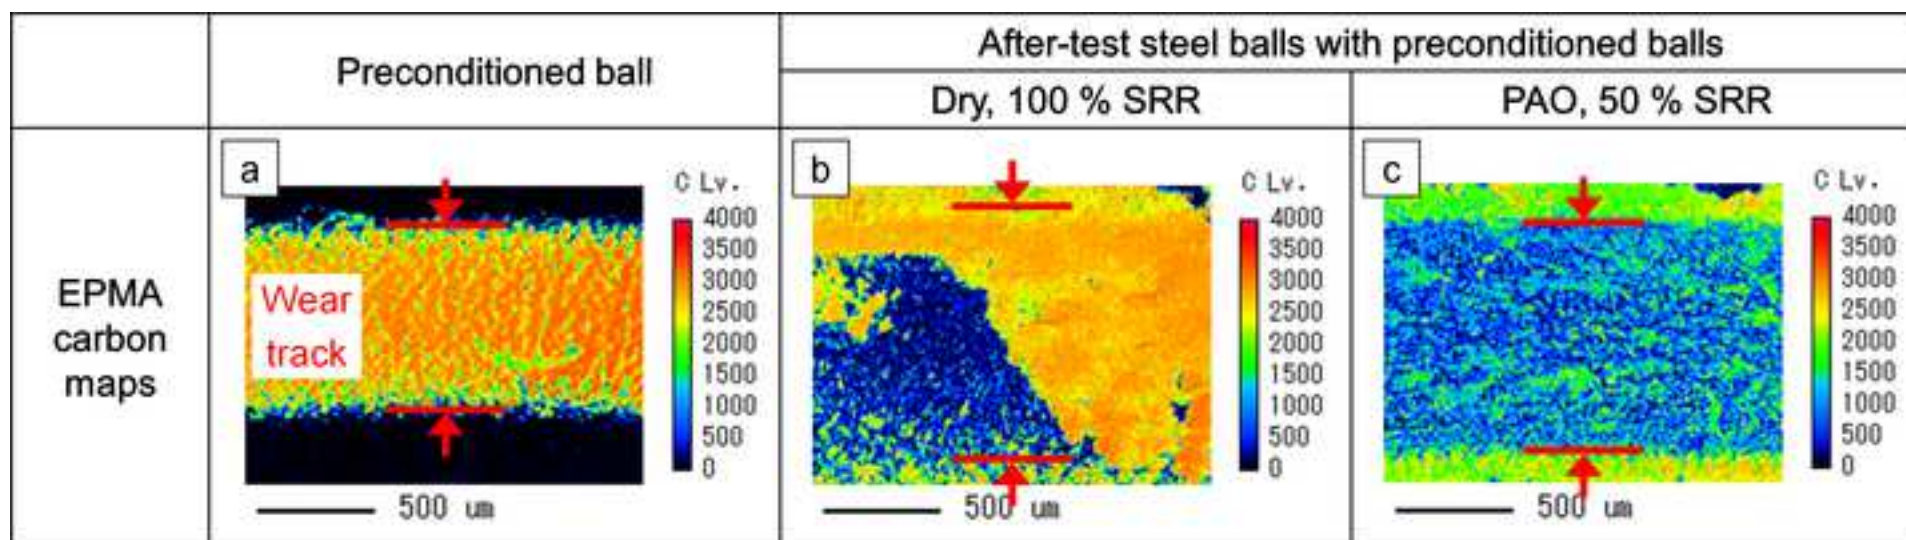 Preconditioned ball
After-test steel balls with preconditioned balls
Dry, 100 % SRR
PAO, 50 % SRR
EPMA
carbon
maps
a
Wear
track
C Lv.
4000
3500
3000
2500
2000
1500
1000
500
0
500 um
b
C Lv.
4000
3500
3000
2500
2000
1500
1000
500
0
500 um
c
C Lv.
4000
3500
3000
2500
2000
1500
1000
500
0
500 um